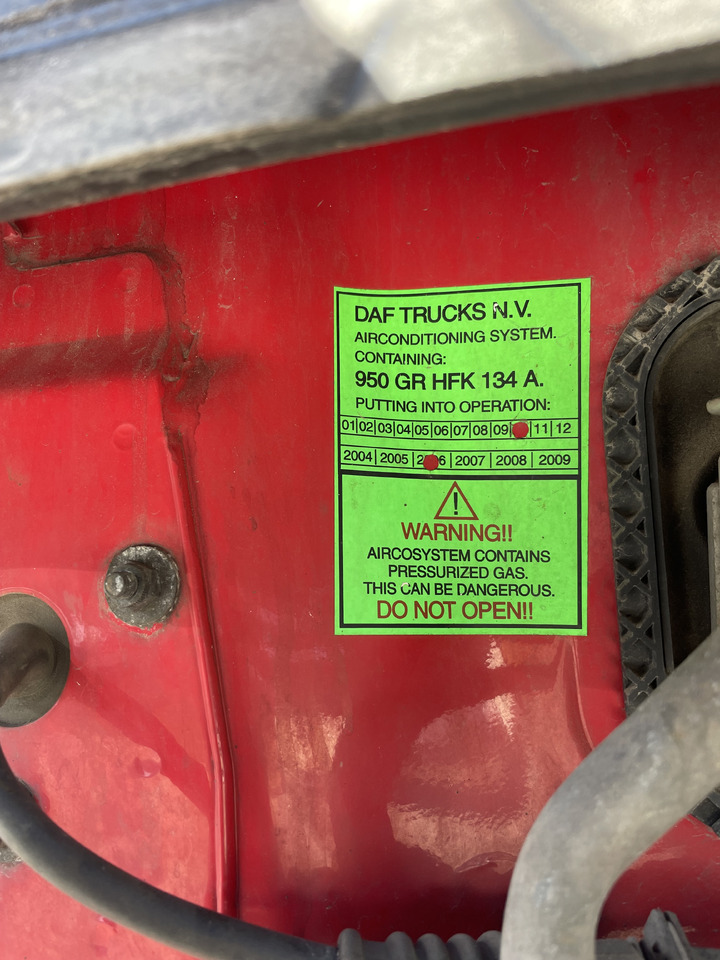 DAF TRUCKS N.V.
AIRCONDITIONING SYSTEM.
CONTAINING:
950 GR HFK 134 A.
PUTTING INTO OPERATION:
01 02 03 04 05 06 07 08 09 11 12
2004 2005 2007 2008 2009
!
WARNING!!
AIRCOSYSTEM CONTAINS
PRESSURIZED GAS.
THIS CAN BE DANGEROUS.
DO NOT OPEN!!